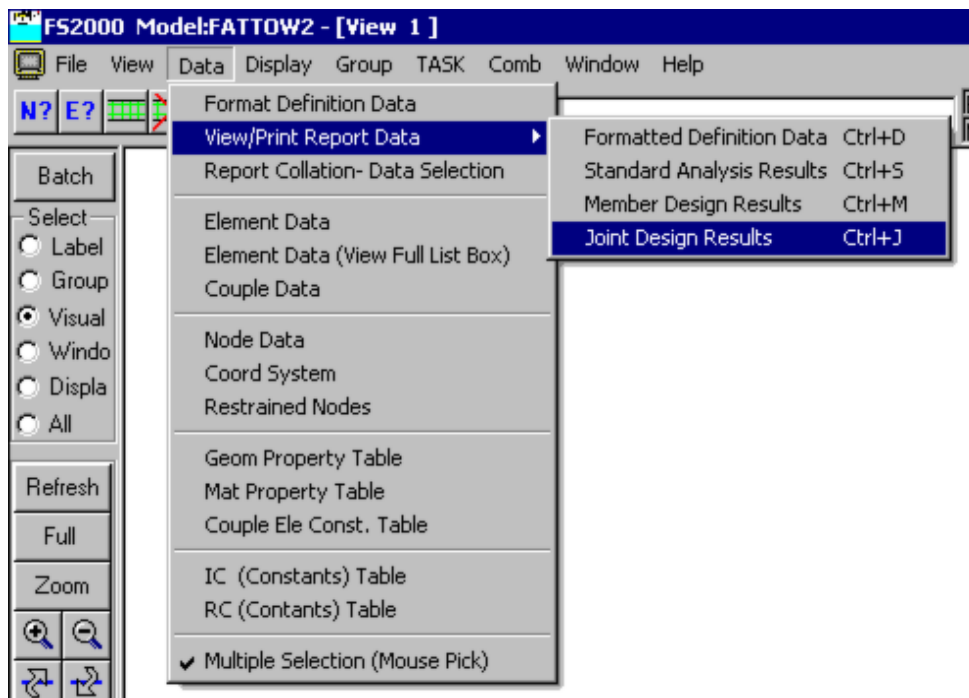 FS2000 Model:FATTOW2 - [View 1 ]
File View Data Display Group TASK Comb Window Help
N? E?
Format Definition Data
View/Print Report Data
Report Collation- Data Selection
Element Data
Element Data (View Full List Box)
Couple Data
Node Data
Coord System
Restrained Nodes
Geom Property Table
Mat Property Table
Couple Ele Const. Table
IC (Constants) Table
RC (Contants) Table
Multiple Selection (Mouse Pick)
Formatted Definition Data Ctrl+D
Standard Analysis Results Ctrl+S
Member Design Results Ctrl+M
Joint Design Results Ctrl+J
Batch
Select
Label
Group
Visual
Windo
Displa
All
Refresh
Full
Zoom